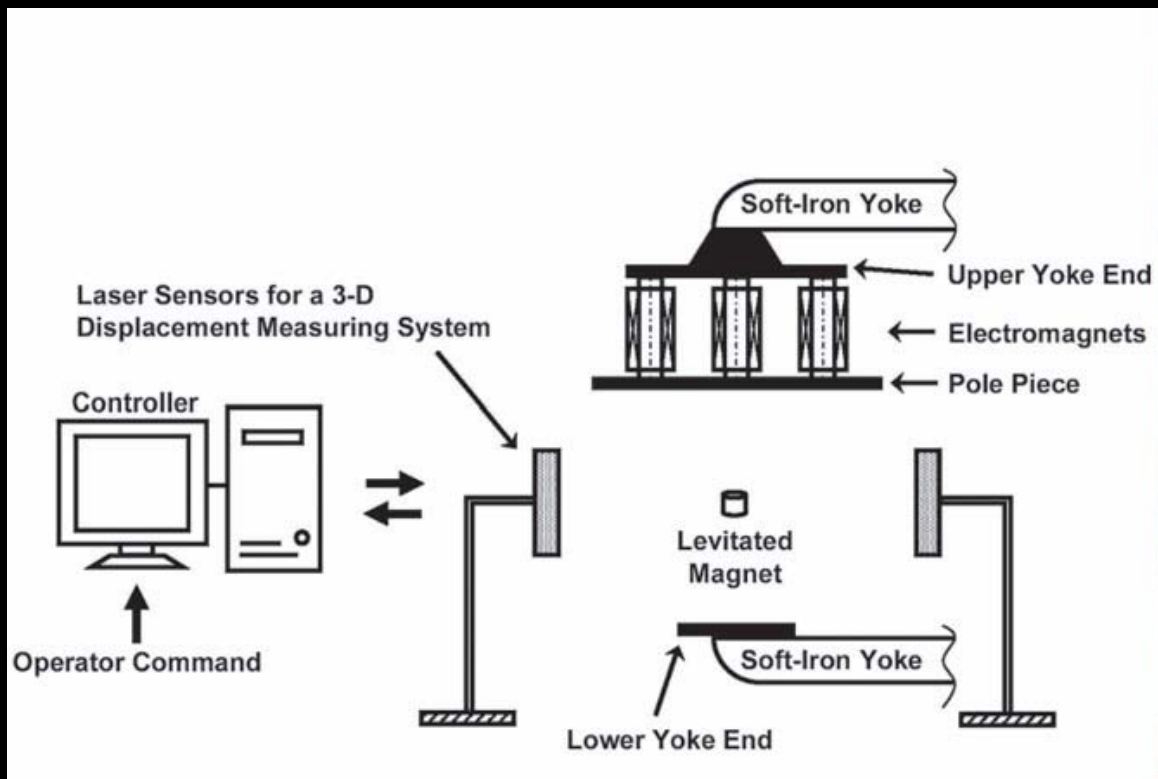 Soft-Iron Yoke
Upper Yoke End
Laser Sensors for a 3-D
Displacement Measuring System
Electromagnets
Pole Piece
Controller
Levitated
Magnet
Operator Command
Soft-Iron Yoke
Lower Yoke End